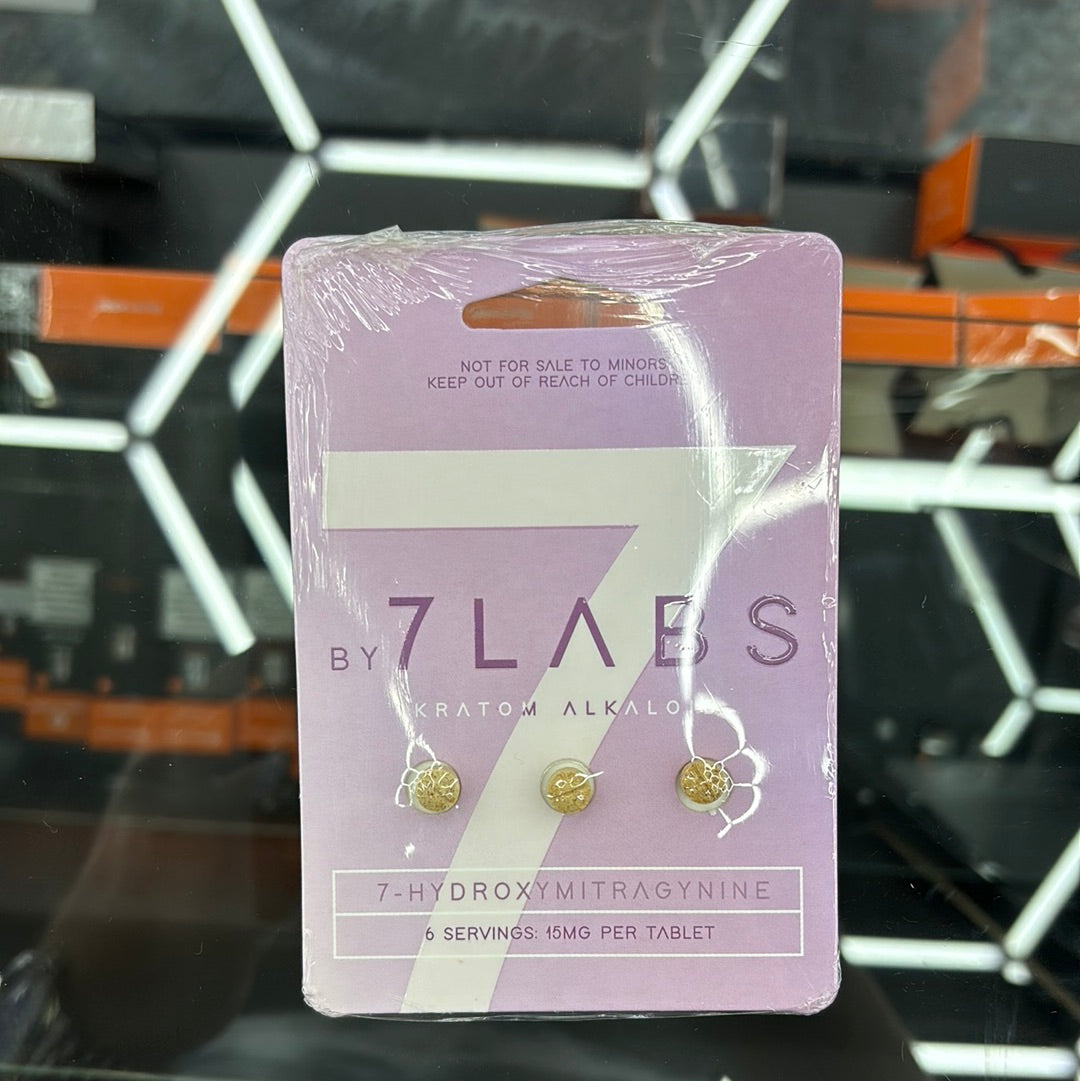 NOT FOR SALE TO MINORS
KEEP OUT OF REACH OF
7
BY 7LABS
KRATOM
7-HYDROXYMITRAGYNINE
6 SERVINGS: 15MG PER TABLET